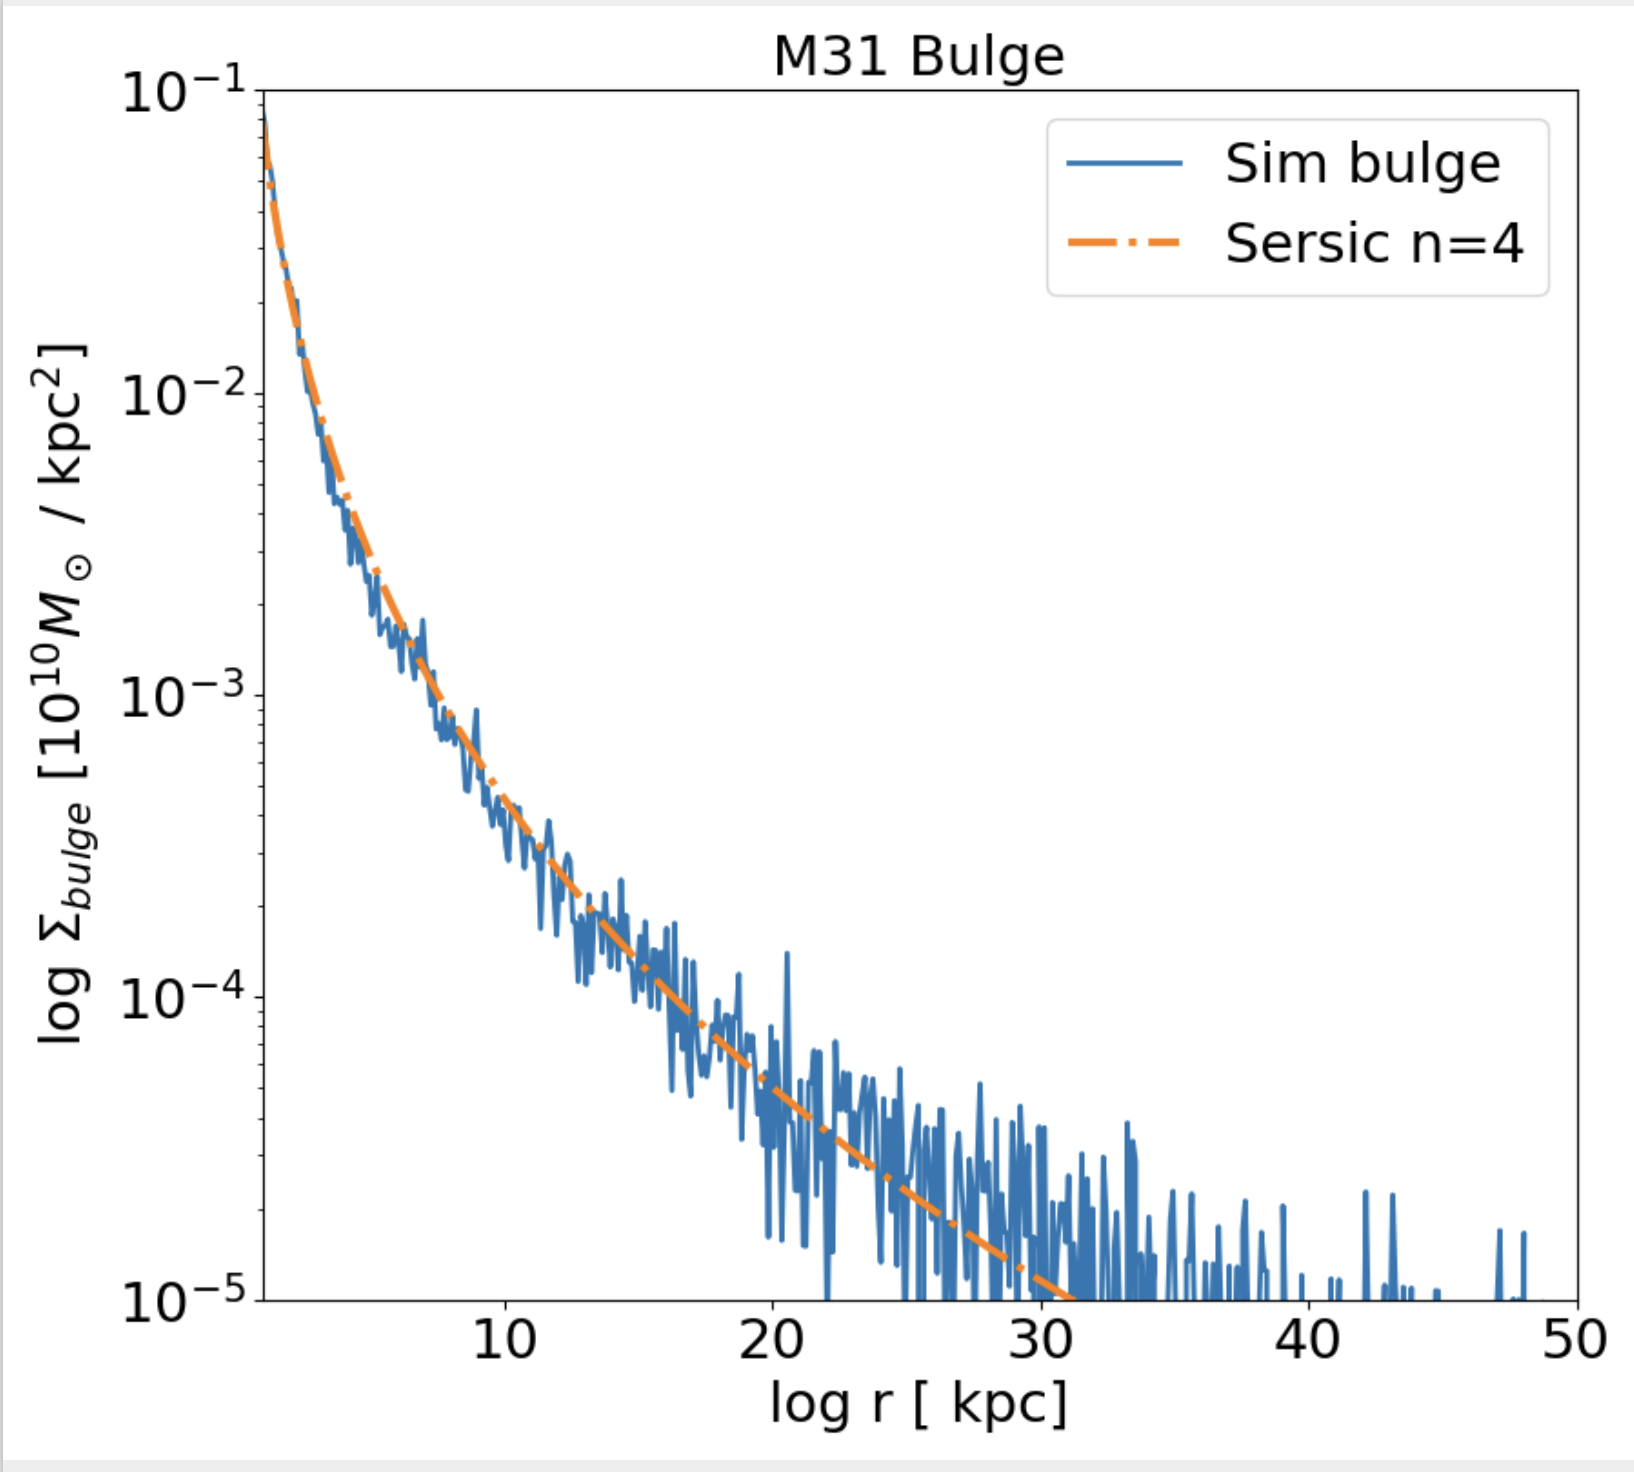 M31 Bulge
10⁻¹
10⁻²
10⁻³
10⁻⁴
10⁻⁵
log Σ_bulge [10¹⁰M_⊙ / kpc²]
Sim bulge
Sersic n=4
10 20 30 40 50
log r [ kpc]